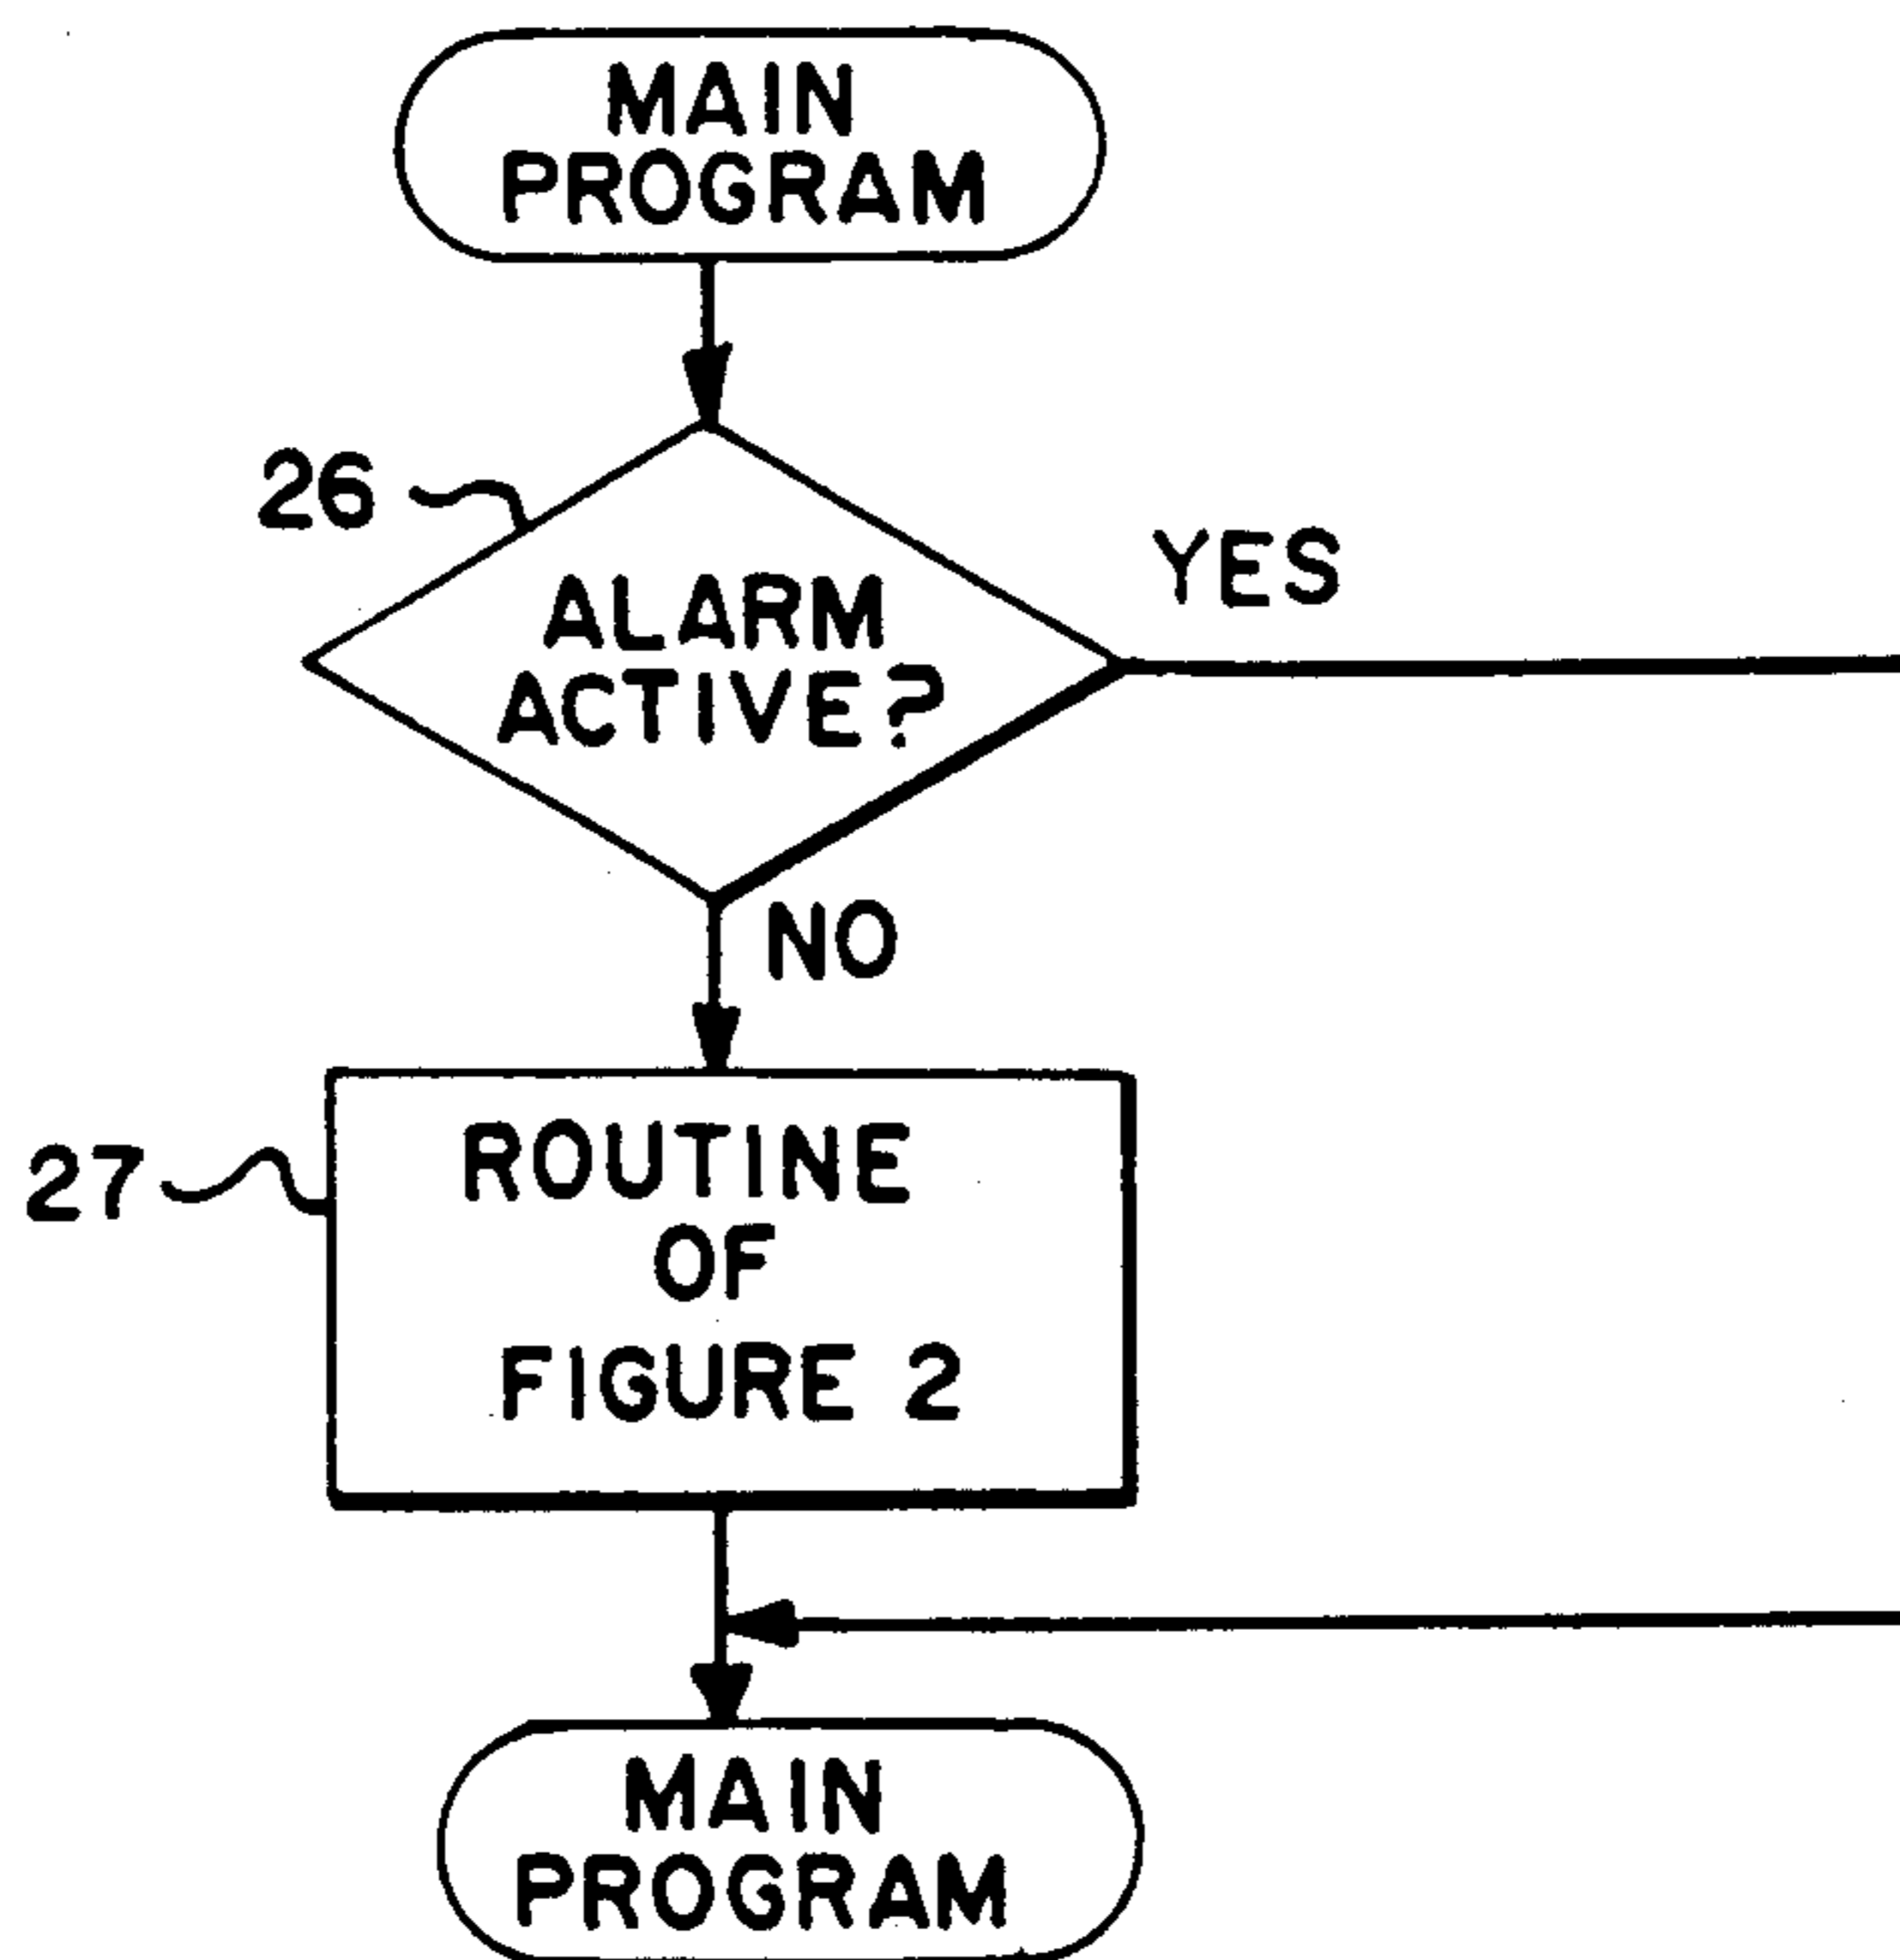 MAIN
PROGRAM
26
ALARM
ACTIVE?
YES
NO
27
ROUTINE
OF
FIGURE 2
MAIN
PROGRAM